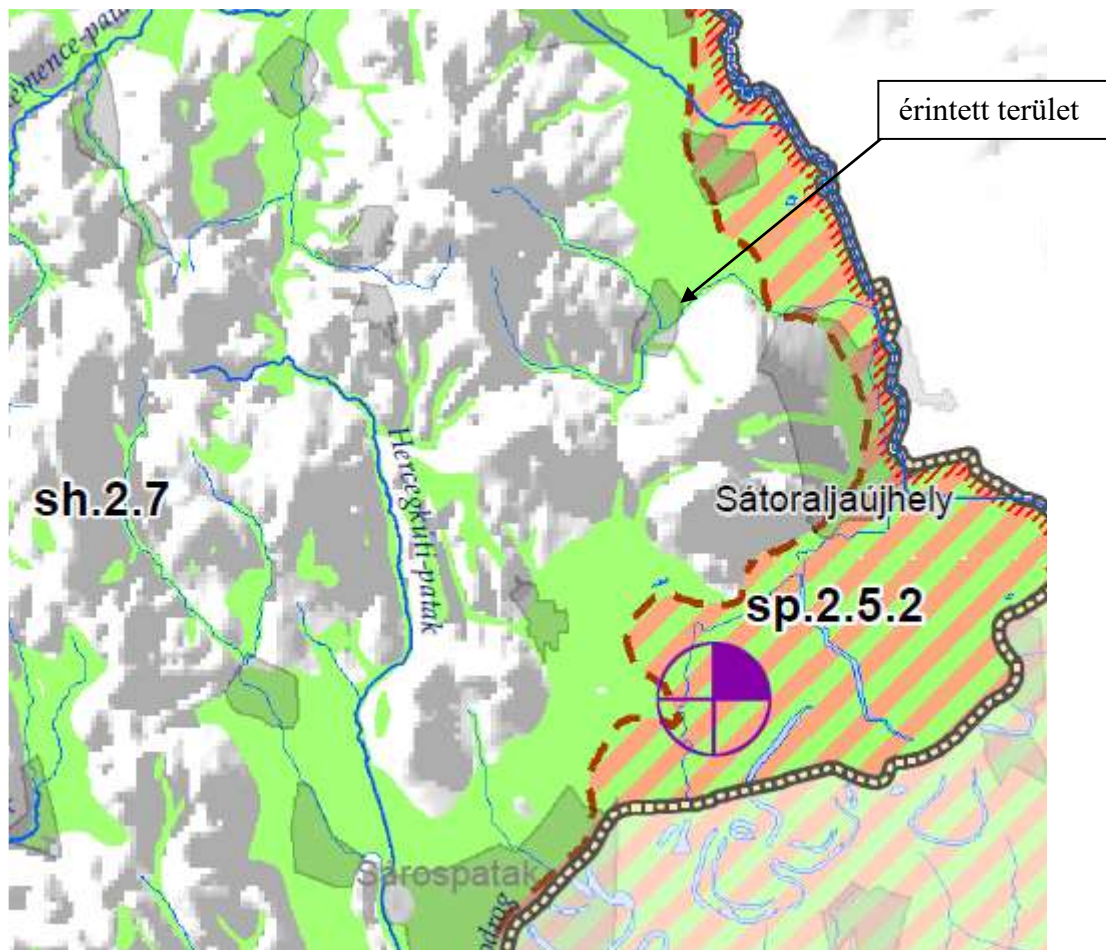 érintett terület
sh.2.7
Hercegkúti-patak
Sátoraljaújhely
sp.2.5.2
Sárospatak